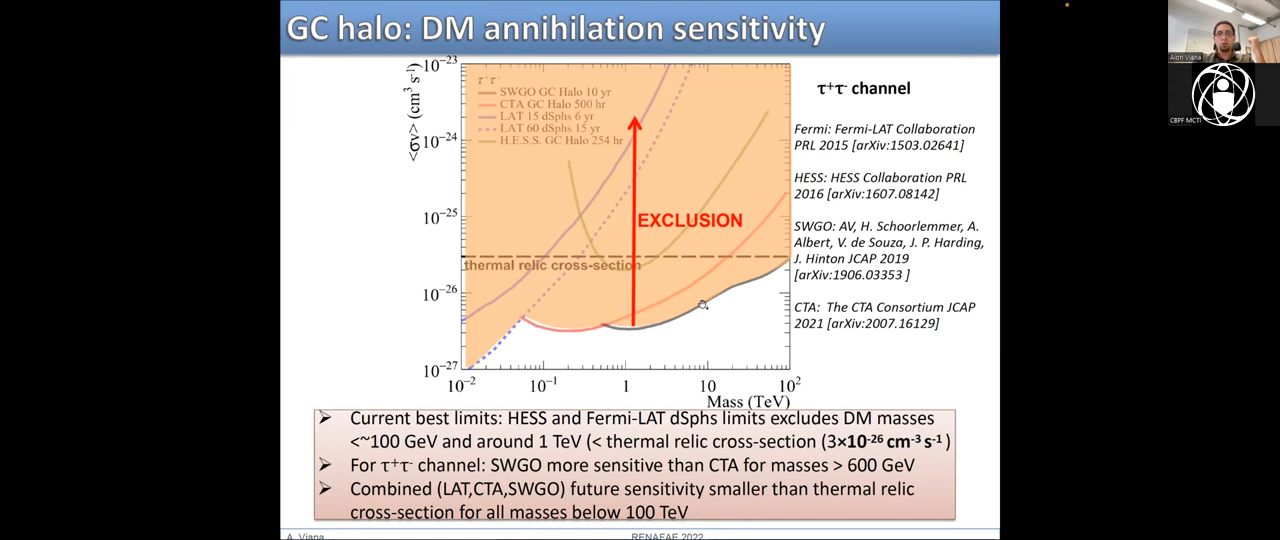 GC halo: DM annihilation sensitivity
<σv> (cm³ s⁻¹)
10⁻²³
10⁻²⁴
10⁻²⁵
10⁻²⁶
10⁻²⁷
τ⁺τ⁻
SWGO GC Halo 10 yr
CTA GC Halo 500 hr
LAT 15 dSphs 6 yr
LAT 60 dSphs 15 yr
H.E.S.S. GC Halo 254 hr
EXCLUSION
thermal relic cross-section
10⁻² 10⁻¹ 1 10 10²
Mass (TeV)
τ⁺τ⁻ channel
Fermi: Fermi-LAT Collaboration
PRL 2015 [arXiv:1503.02641]
HESS: HESS Collaboration PRL
2016 [arXiv:1607.08142]
SWGO: AV, H. Schoorlemmer, A.
Albert, V. de Souza, J. P. Harding,
J. Hinton JCAP 2019
[arXiv:1906.03353 ]
CTA: The CTA Consortium JCAP
2021 [arXiv:2007.16129]
➢ Current best limits: HESS and Fermi-LAT dSphs limits excludes DM masses
<~100 GeV and around 1 TeV (< thermal relic cross-section (3×10⁻²⁶ cm⁻³ s⁻¹ )
➢ For τ⁺τ⁻ channel: SWGO more sensitive than CTA for masses > 600 GeV
➢ Combined (LAT,CTA,SWGO) future sensitivity smaller than thermal relic
cross-section for all masses below 100 TeV
A. Viana
RENAFAE 2022
Aion Viana
CBPF MCTI